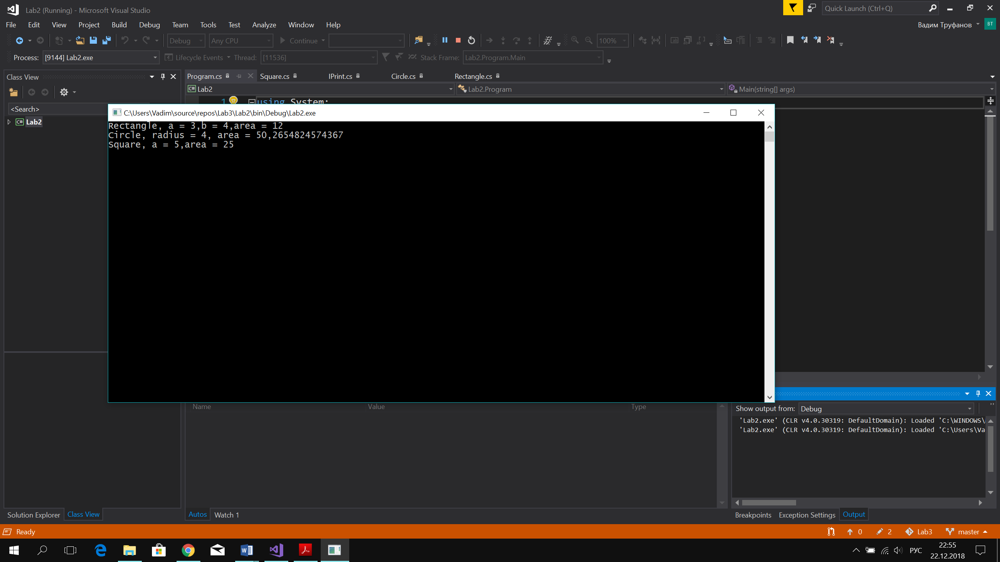 Lab2 (Running) - Microsoft Visual Studio
Quick Launch (Ctrl+Q)
File Edit View Project Build Debug Team Tools Test Analyze Window Help
Вадим Труфанов
ВТ
Debug Any CPU Continue 100%
Process: [9144] Lab2.exe Lifecycle Events Thread: [11536] Stack Frame: Lab2.Program.Main
Class View
Program.cs Square.cs IPrint.cs Circle.cs Rectangle.cs
Lab2 Lab2.Program Main(string[] args)
1 using System;
<Search>
Lab2
C:\Users\Vadim\source\repos\Lab3\Lab2\bin\Debug\Lab2.exe
Rectangle, a = 3,b = 4,area = 12
Circle, radius = 4, area = 50,2654824574367
Square, a = 5,area = 25
Name Value Type
Show output from: Debug
'Lab2.exe' (CLR v4.0.30319: DefaultDomain): Loaded 'C:\WINDOWS\
'Lab2.exe' (CLR v4.0.30319: DefaultDomain): Loaded 'C:\Users\Va
Solution Explorer Class View
Autos Watch 1
Breakpoints Exception Settings Output
Ready
0 2 Lab3 master
РУС
22:55
22.12.2018